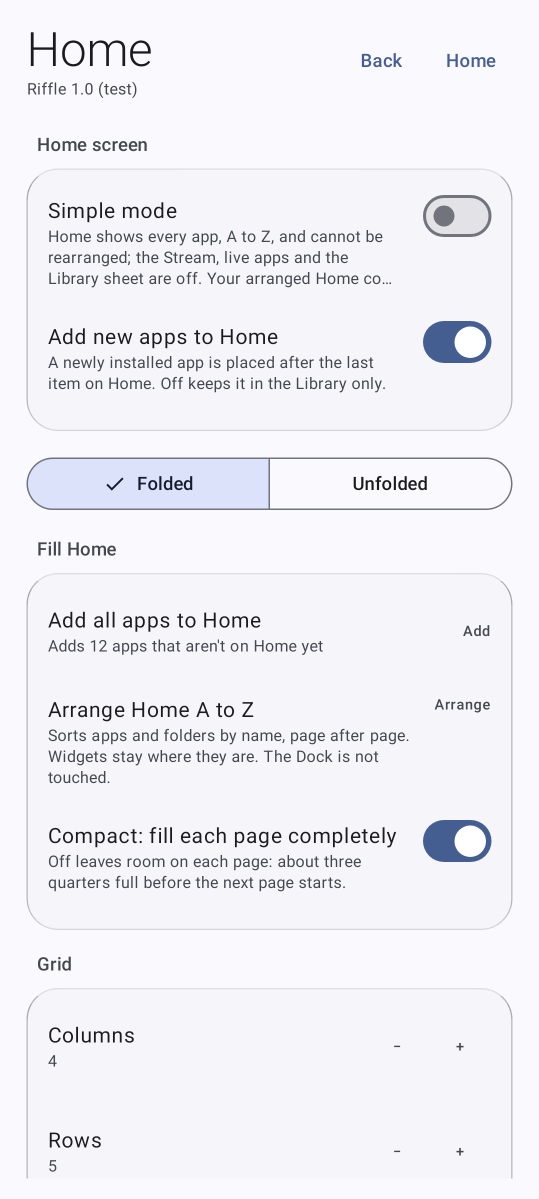 Home
Back
Home
Riffle 1.0 (test)
Home screen
Simple mode
Home shows every app, A to Z, and cannot be
rearranged; the Stream, live apps and the
Library sheet are off. Your arranged Home co…
Add new apps to Home
A newly installed app is placed after the last
item on Home. Off keeps it in the Library only.
Folded
Unfolded
Fill Home
Add all apps to Home
Adds 12 apps that aren't on Home yet
Add
Arrange Home A to Z
Arrange
Sorts apps and folders by name, page after page.
Widgets stay where they are. The Dock is not
touched.
Compact: fill each page completely
Off leaves room on each page: about three
quarters full before the next page starts.
Grid
Columns
4
− +
Rows
5
− +